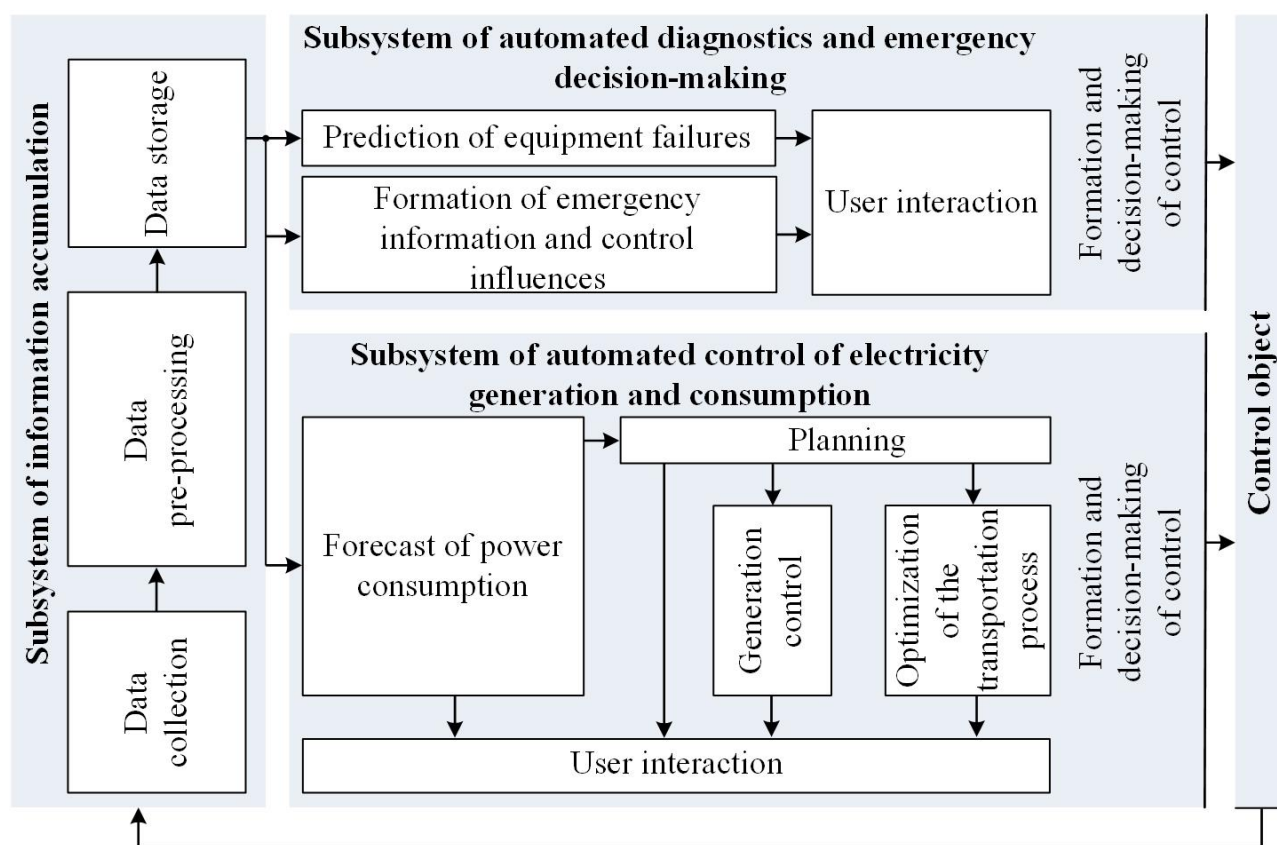 Subsystem of information accumulation
Data storage
Data
pre-processing
Data
collection
Subsystem of automated diagnostics and emergency
decision-making
Prediction of equipment failures
Formation of emergency
information and control
influences
User interaction
Formation and
decision-making
of control
Subsystem of automated control of electricity
generation and consumption
Forecast of power
consumption
Planning
Generation
control
Optimization
of the
transportation
process
User interaction
Formation and
decision-making
of control
Control object